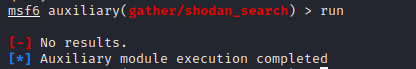 msf6 auxiliary(gather/shodan_search) > run
[-] No results.
[*] Auxiliary module execution completed